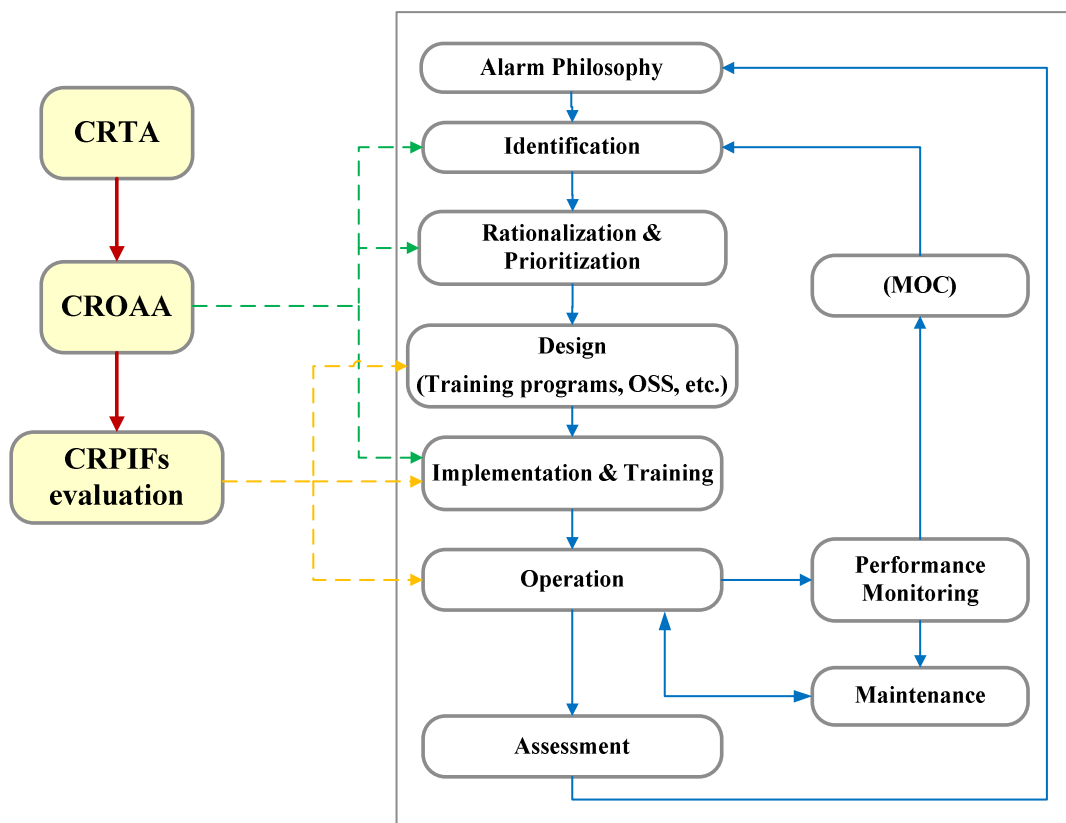 CRTA
CROAA
CRPIFs
evaluation
Alarm Philosophy
Identification
Rationalization &
Prioritization
Design
(Training programs, OSS, etc.)
Implementation & Training
Operation
Assessment
(MOC)
Performance
Monitoring
Maintenance